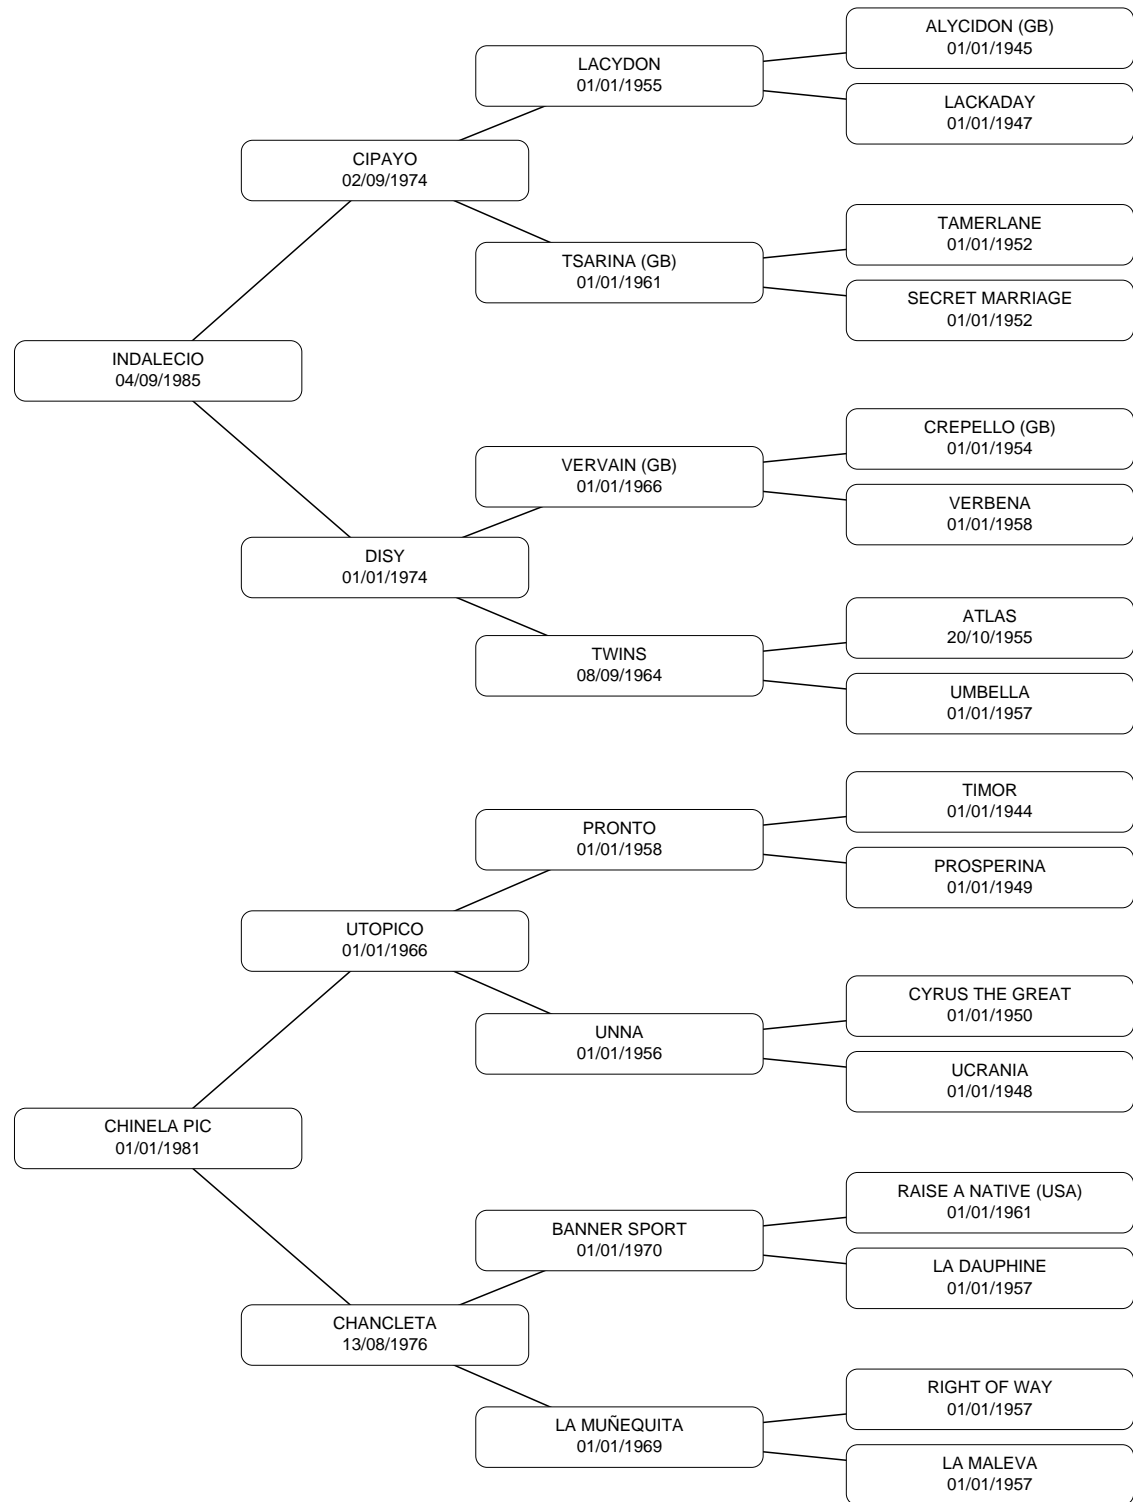 ALYCIDON (GB)
01/01/1945
LACYDON
01/01/1955
LACKADAY
01/01/1947
CIPAYO
02/09/1974
TAMERLANE
01/01/1952
TSARINA (GB)
01/01/1961
SECRET MARRIAGE
01/01/1952
INDALECIO
04/09/1985
CREPELLO (GB)
01/01/1954
VERVAIN (GB)
01/01/1966
VERBENA
01/01/1958
DISY
01/01/1974
ATLAS
20/10/1955
TWINS
08/09/1964
UMBELLA
01/01/1957
TIMOR
01/01/1944
PRONTO
01/01/1958
PROSPERINA
01/01/1949
UTOPICO
01/01/1966
CYRUS THE GREAT
01/01/1950
UNNA
01/01/1956
UCRANIA
01/01/1948
CHINELA PIC
01/01/1981
RAISE A NATIVE (USA)
01/01/1961
BANNER SPORT
01/01/1970
LA DAUPHINE
01/01/1957
CHANCLETA
13/08/1976
RIGHT OF WAY
01/01/1957
LA MUÑEQUITA
01/01/1969
LA MALEVA
01/01/1957